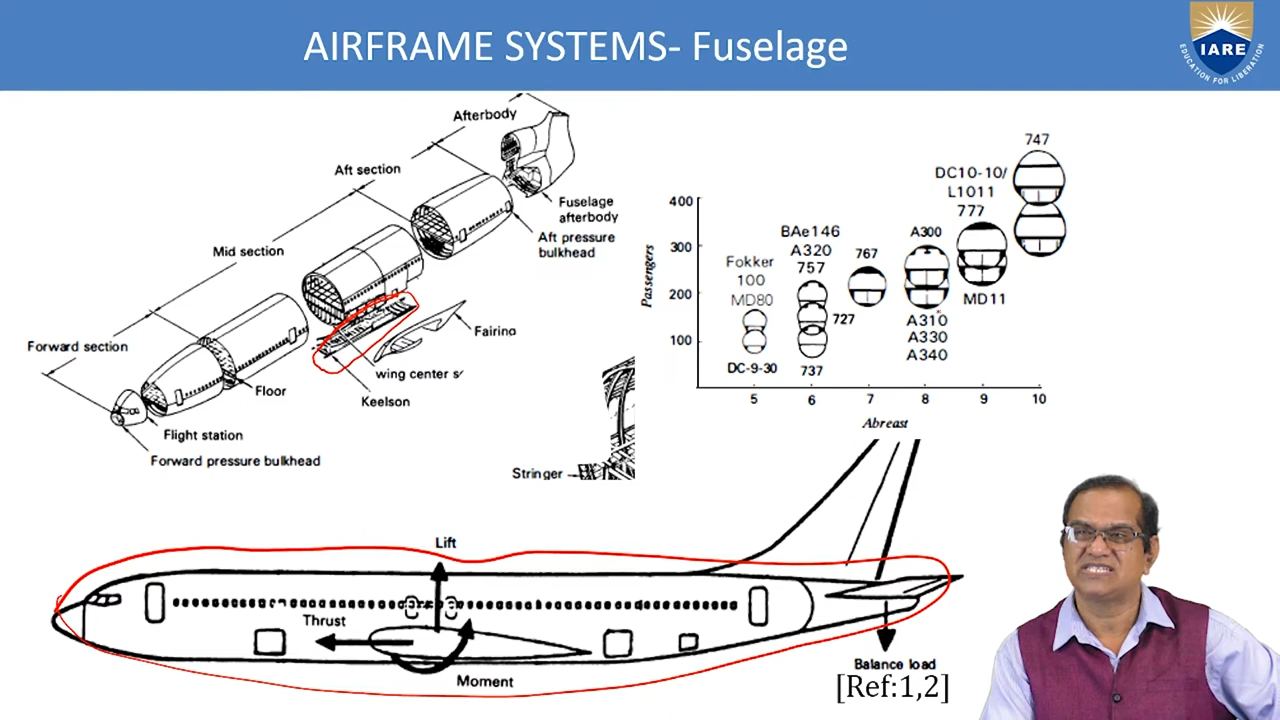 AIRFRAME SYSTEMS- Fuselage
IARE
EDUCATION FOR LIBERATION
Afterbody
Aft section
Mid section
Forward section
Fuselage
afterbody
Aft pressure
bulkhead
Fairing
wing center s
Keelson
Floor
Flight station
Forward pressure bulkhead
Stringer
Passengers
400
300
200
100
Fokker
100
MD80
DC-9-30
BAe146
A320
757
727
737
767
A300
A310
A330
A340
DC10-10/
L1011
777
MD11
747
5
6
7
8
9
10
Abreast
Lift
Thrust
Moment
Balance load
[Ref:1,2]